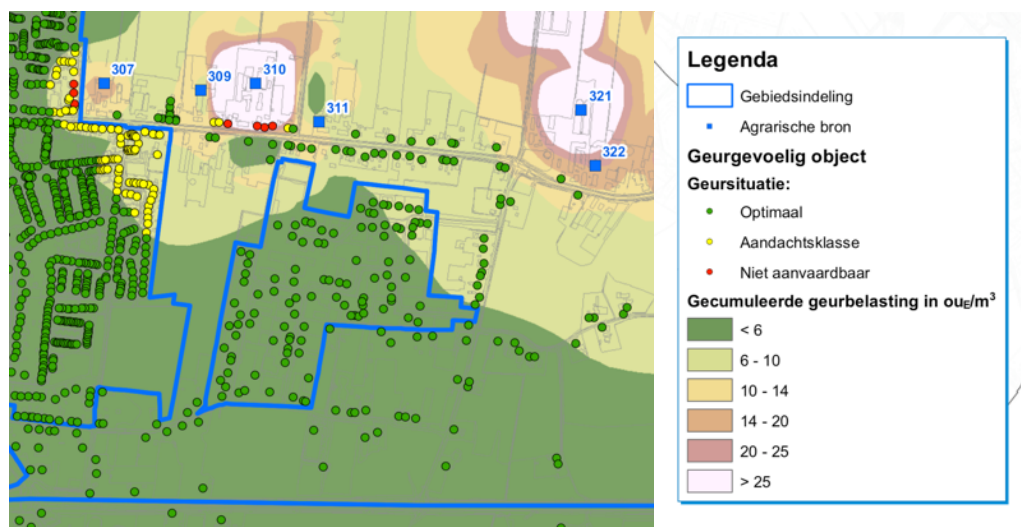 307
309
310
311
321
322
Legenda
Gebiedsindeling
Agrarische bron
Geurgevoelig object
Geursituatie:
Optimaal
Aandachtsklasse
Niet aanvaardbaar
Gecumuleerde geurbelasting in ouE/m³
< 6
6 - 10
10 - 14
14 - 20
20 - 25
> 25